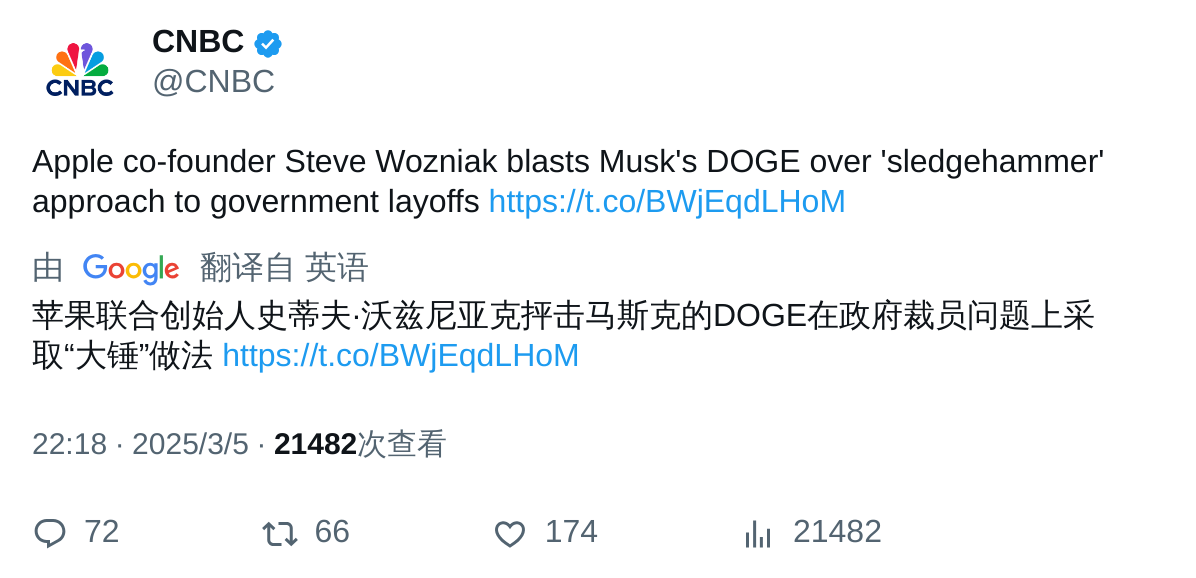 CNBC
CNBC
@CNBC
Apple co-founder Steve Wozniak blasts Musk's DOGE over 'sledgehammer'
approach to government layoffs https://t.co/BWjEqdLHoM
由 Google 翻译自 英语
苹果联合创始人史蒂夫·沃兹尼亚克抨击马斯克的DOGE在政府裁员问题上采
取“大锤”做法 https://t.co/BWjEqdLHoM
22:18 · 2025/3/5 · 21482次查看
72 66 174 21482